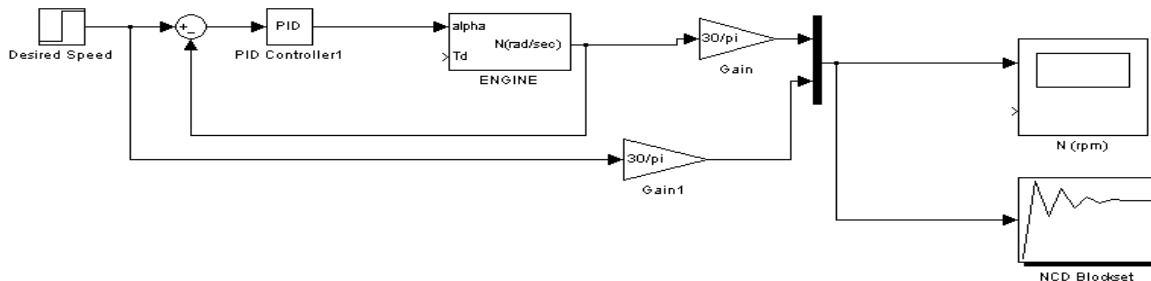 Desired Speed
+
−
PID
PID Controller1
alpha
N(rad/sec)
Td
ENGINE
30/pi
Gain
30/pi
Gain1
N (rpm)
NCD Blockset